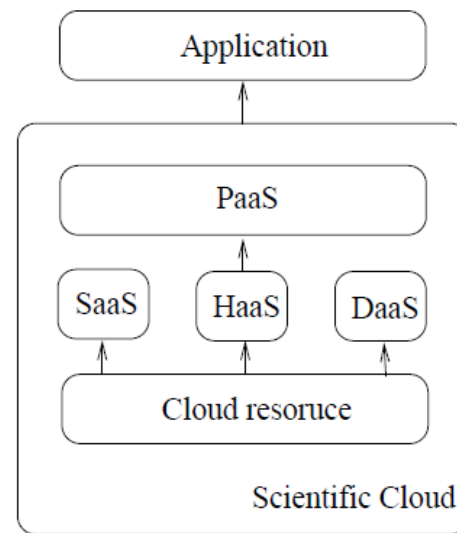 Application
PaaS
SaaS HaaS DaaS
Cloud resoruce
Scientific Cloud